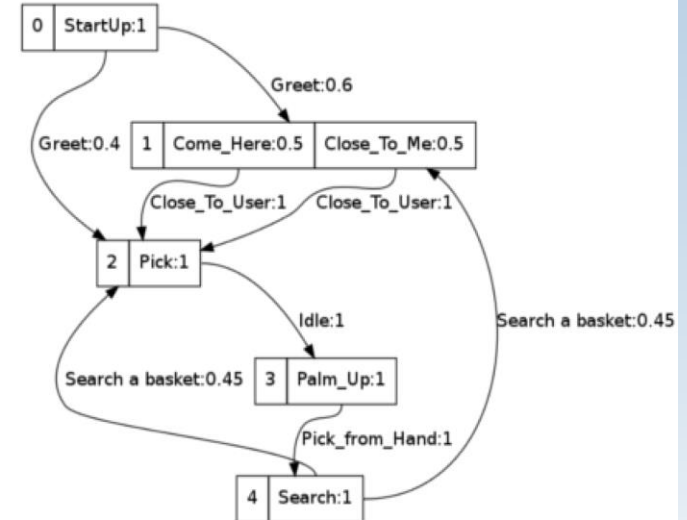 0 StartUp:1
Greet:0.6
Greet:0.4
1 Come_Here:0.5 Close_To_Me:0.5
Close_To_User:1 Close_To_User:1
2 Pick:1
Idle:1
Search a basket:0.45
Search a basket:0.45
3 Palm_Up:1
Pick_from_Hand:1
4 Search:1